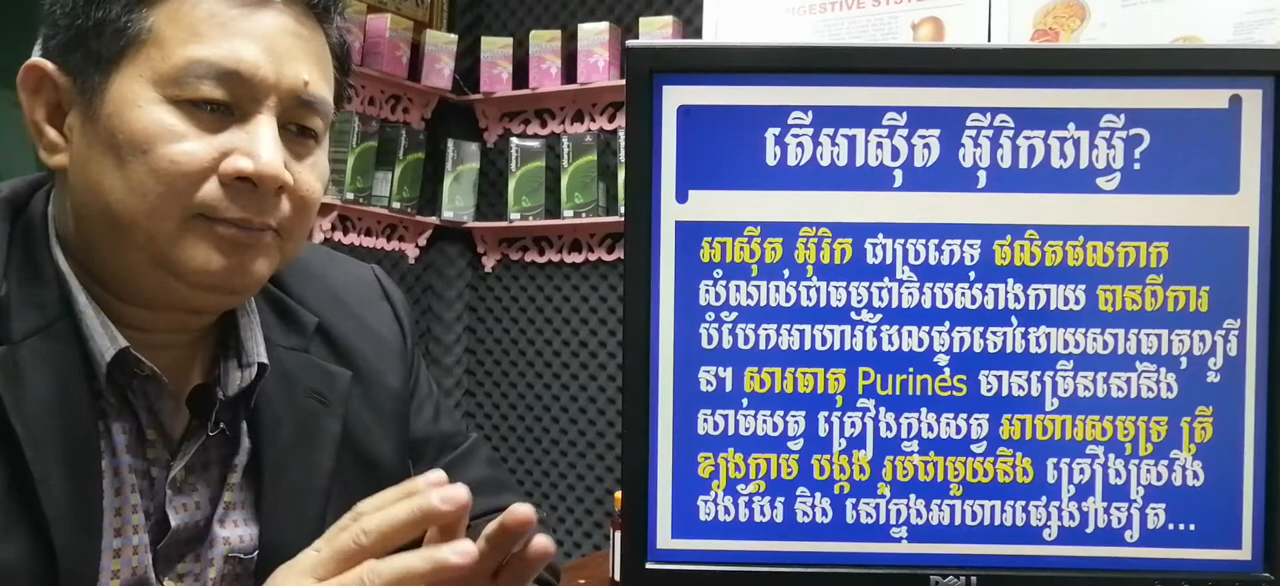 DIGESTIVE SYSTEM
តើអាស៊ីត អ៊ីរិកជាអ្វី?
អាស៊ីត អ៊ីរិក ជាប្រភេទ ផលិតផលកាក
សំណល់ជាធម្មជាតិរបស់រាងកាយ បានពីការ
បំបែកអាហារដែលផ្ទុកទៅដោយសារធាតុព្យូរី
ន។ សារធាតុ Purines មានច្រើននៅនឹង
សាច់សត្វ គ្រឿងក្នុងសត្វ អាហារសមុទ្រ ត្រី
ខ្យងក្តាម បង្កង រួមជាមួយនឹង គ្រឿងស្រវឹង
ផងដែរ និង នៅក្នុងអាហារផ្សេងៗទៀត...
DELL